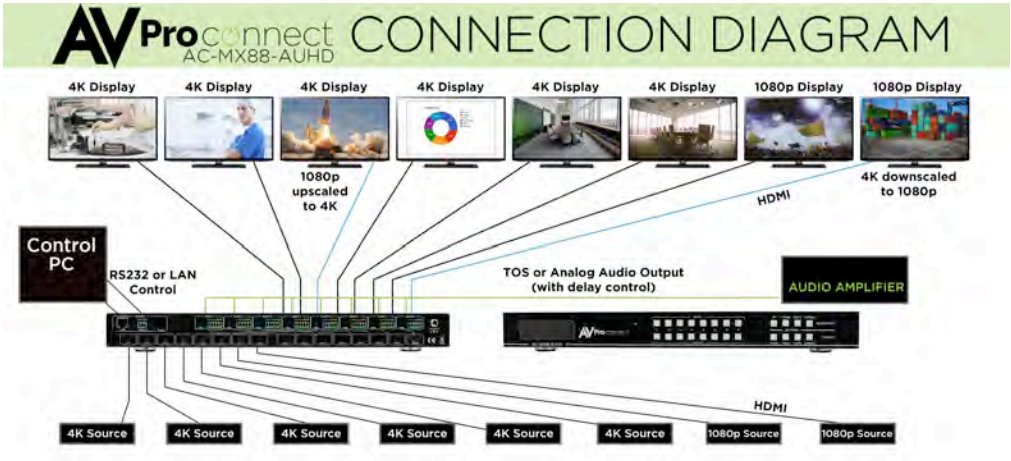 AVProconnect
AC-MX88-AUHD
CONNECTION DIAGRAM
4K Display
4K Display
4K Display
4K Display
4K Display
4K Display
1080p Display
1080p Display
1080p
upscaled
to 4K
4K downscaled
to 1080p
HDMI
Control
PC
RS232 or LAN
Control
TOS or Analog Audio Output
(with delay control)
AUDIO AMPLIFIER
AVProconnect
HDMI
4K Source
4K Source
4K Source
4K Source
4K Source
4K Source
1080p Source
1080p Source